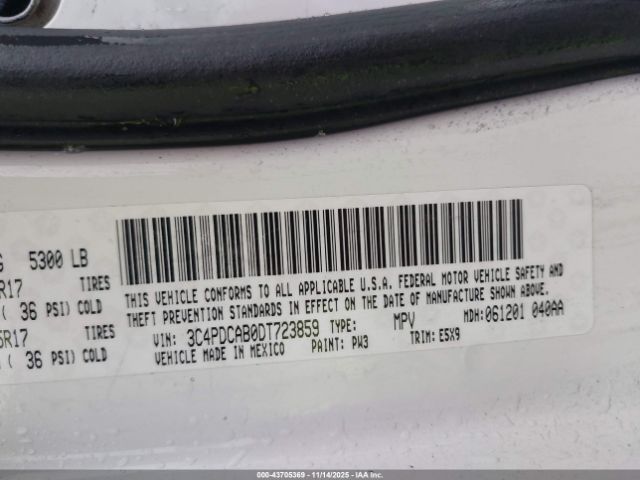 G 5300 LB
R17 TIRES
( 36 PSI) COLD
5R17 TIRES
( 36 PSI) COLD
THIS VEHICLE CONFORMS TO ALL APPLICABLE U.S.A. FEDERAL MOTOR VEHICLE SAFETY AND
THEFT PREVENTION STANDARDS IN EFFECT ON THE DATE OF MANUFACTURE SHOWN ABOVE.
VIN: 3C4PDCAB0DT723859 TYPE: MPV MDH:061201 040AA
VEHICLE MADE IN MEXICO PAINT: PW3 TRIM: E5X9
000-43705369 | 11/14/2025 | IAAHOLDINGS.COM